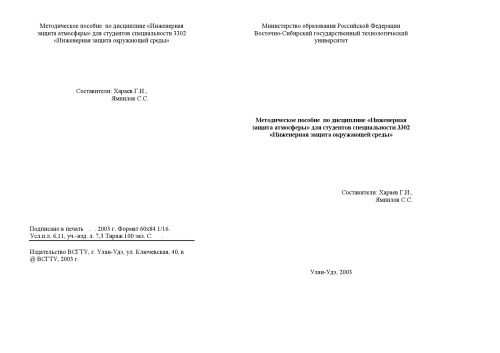 Методическое пособие по дисциплине «Инженерная
защита атмосферы» для студентов специальности 3302
«Инженерная защита окружающей среды»
Составители: Хараев Г.И.,
Ямпилов С.С.
Подписано в печать . . 2003 г. Формат 60х84 1/16.
Усл.п.л. 6,11, уч.-изд. л. 7,3 Тираж 100 экз. С.
Издательство ВСГТУ, г. Улан-Удэ, ул. Ключевская, 40, в
@ ВСГТУ, 2003 г.
Министерство образования Российской Федерации
Восточно-Сибирский государственный технологический
университет
Методическое пособие по дисциплине «Инженерная
защита атмосферы» для студентов специальности 3302
«Инженерная защита окружающей среды»
Составители: Хараев Г.И.,
Ямпилов С.С.
Улан-Удэ, 2003